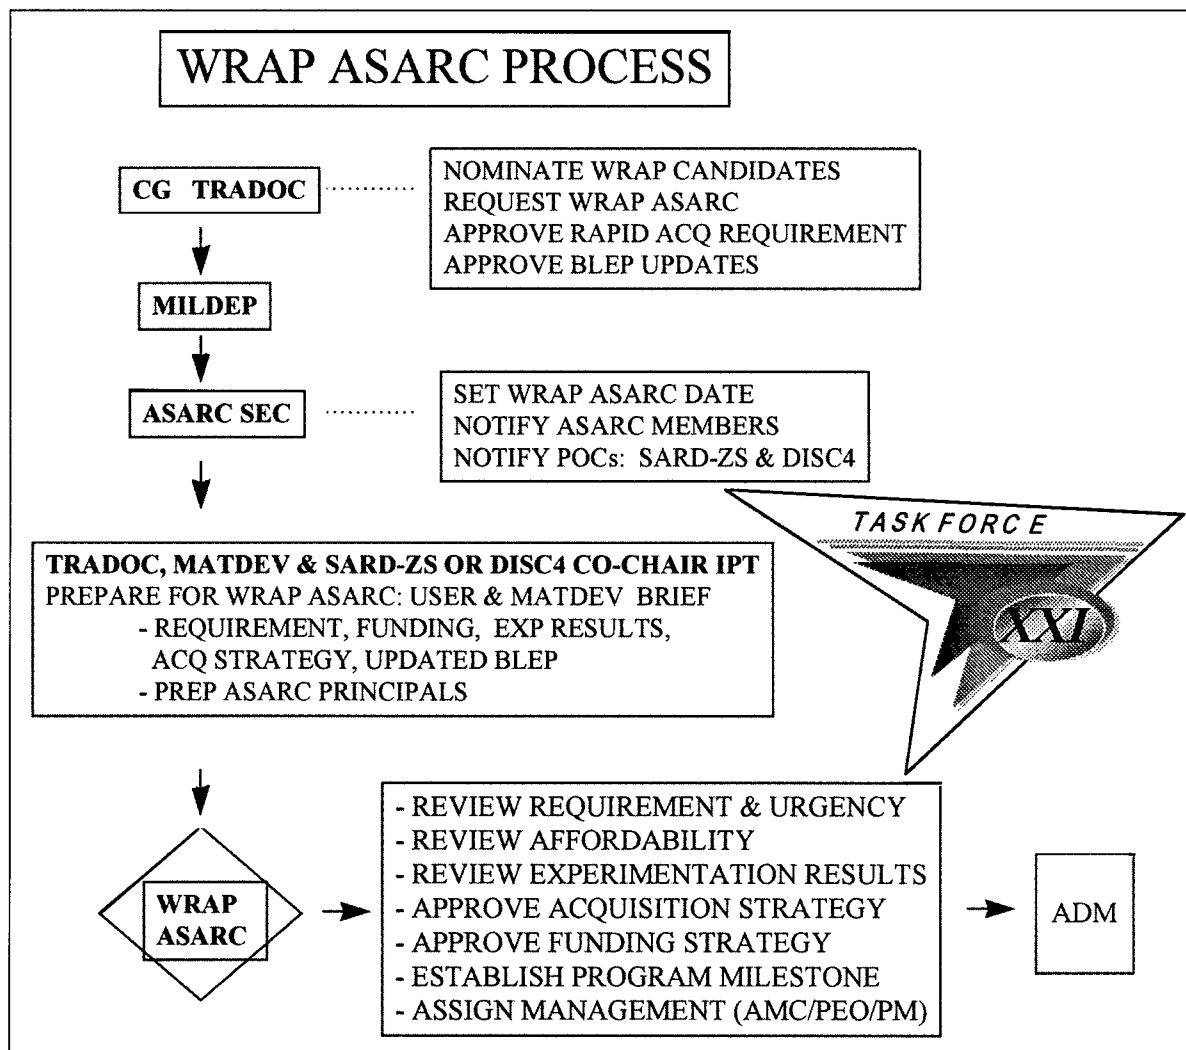 WRAP ASARC PROCESS
CG TRADOC
NOMINATE WRAP CANDIDATES
REQUEST WRAP ASARC
APPROVE RAPID ACQ REQUIREMENT
APPROVE BLEP UPDATES
MILDEP
ASARC SEC
SET WRAP ASARC DATE
NOTIFY ASARC MEMBERS
NOTIFY POCs: SARD-ZS & DISC4
TASK FORCE
XXI
TRADOC, MATDEV & SARD-ZS OR DISC4 CO-CHAIR IPT
PREPARE FOR WRAP ASARC: USER & MATDEV BRIEF
- REQUIREMENT, FUNDING, EXP RESULTS,
ACQ STRATEGY, UPDATED BLEP
- PREP ASARC PRINCIPALS
WRAP
ASARC
- REVIEW REQUIREMENT & URGENCY
- REVIEW AFFORDABILITY
- REVIEW EXPERIMENTATION RESULTS
- APPROVE ACQUISITION STRATEGY
- APPROVE FUNDING STRATEGY
- ESTABLISH PROGRAM MILESTONE
- ASSIGN MANAGEMENT (AMC/PEO/PM)
ADM